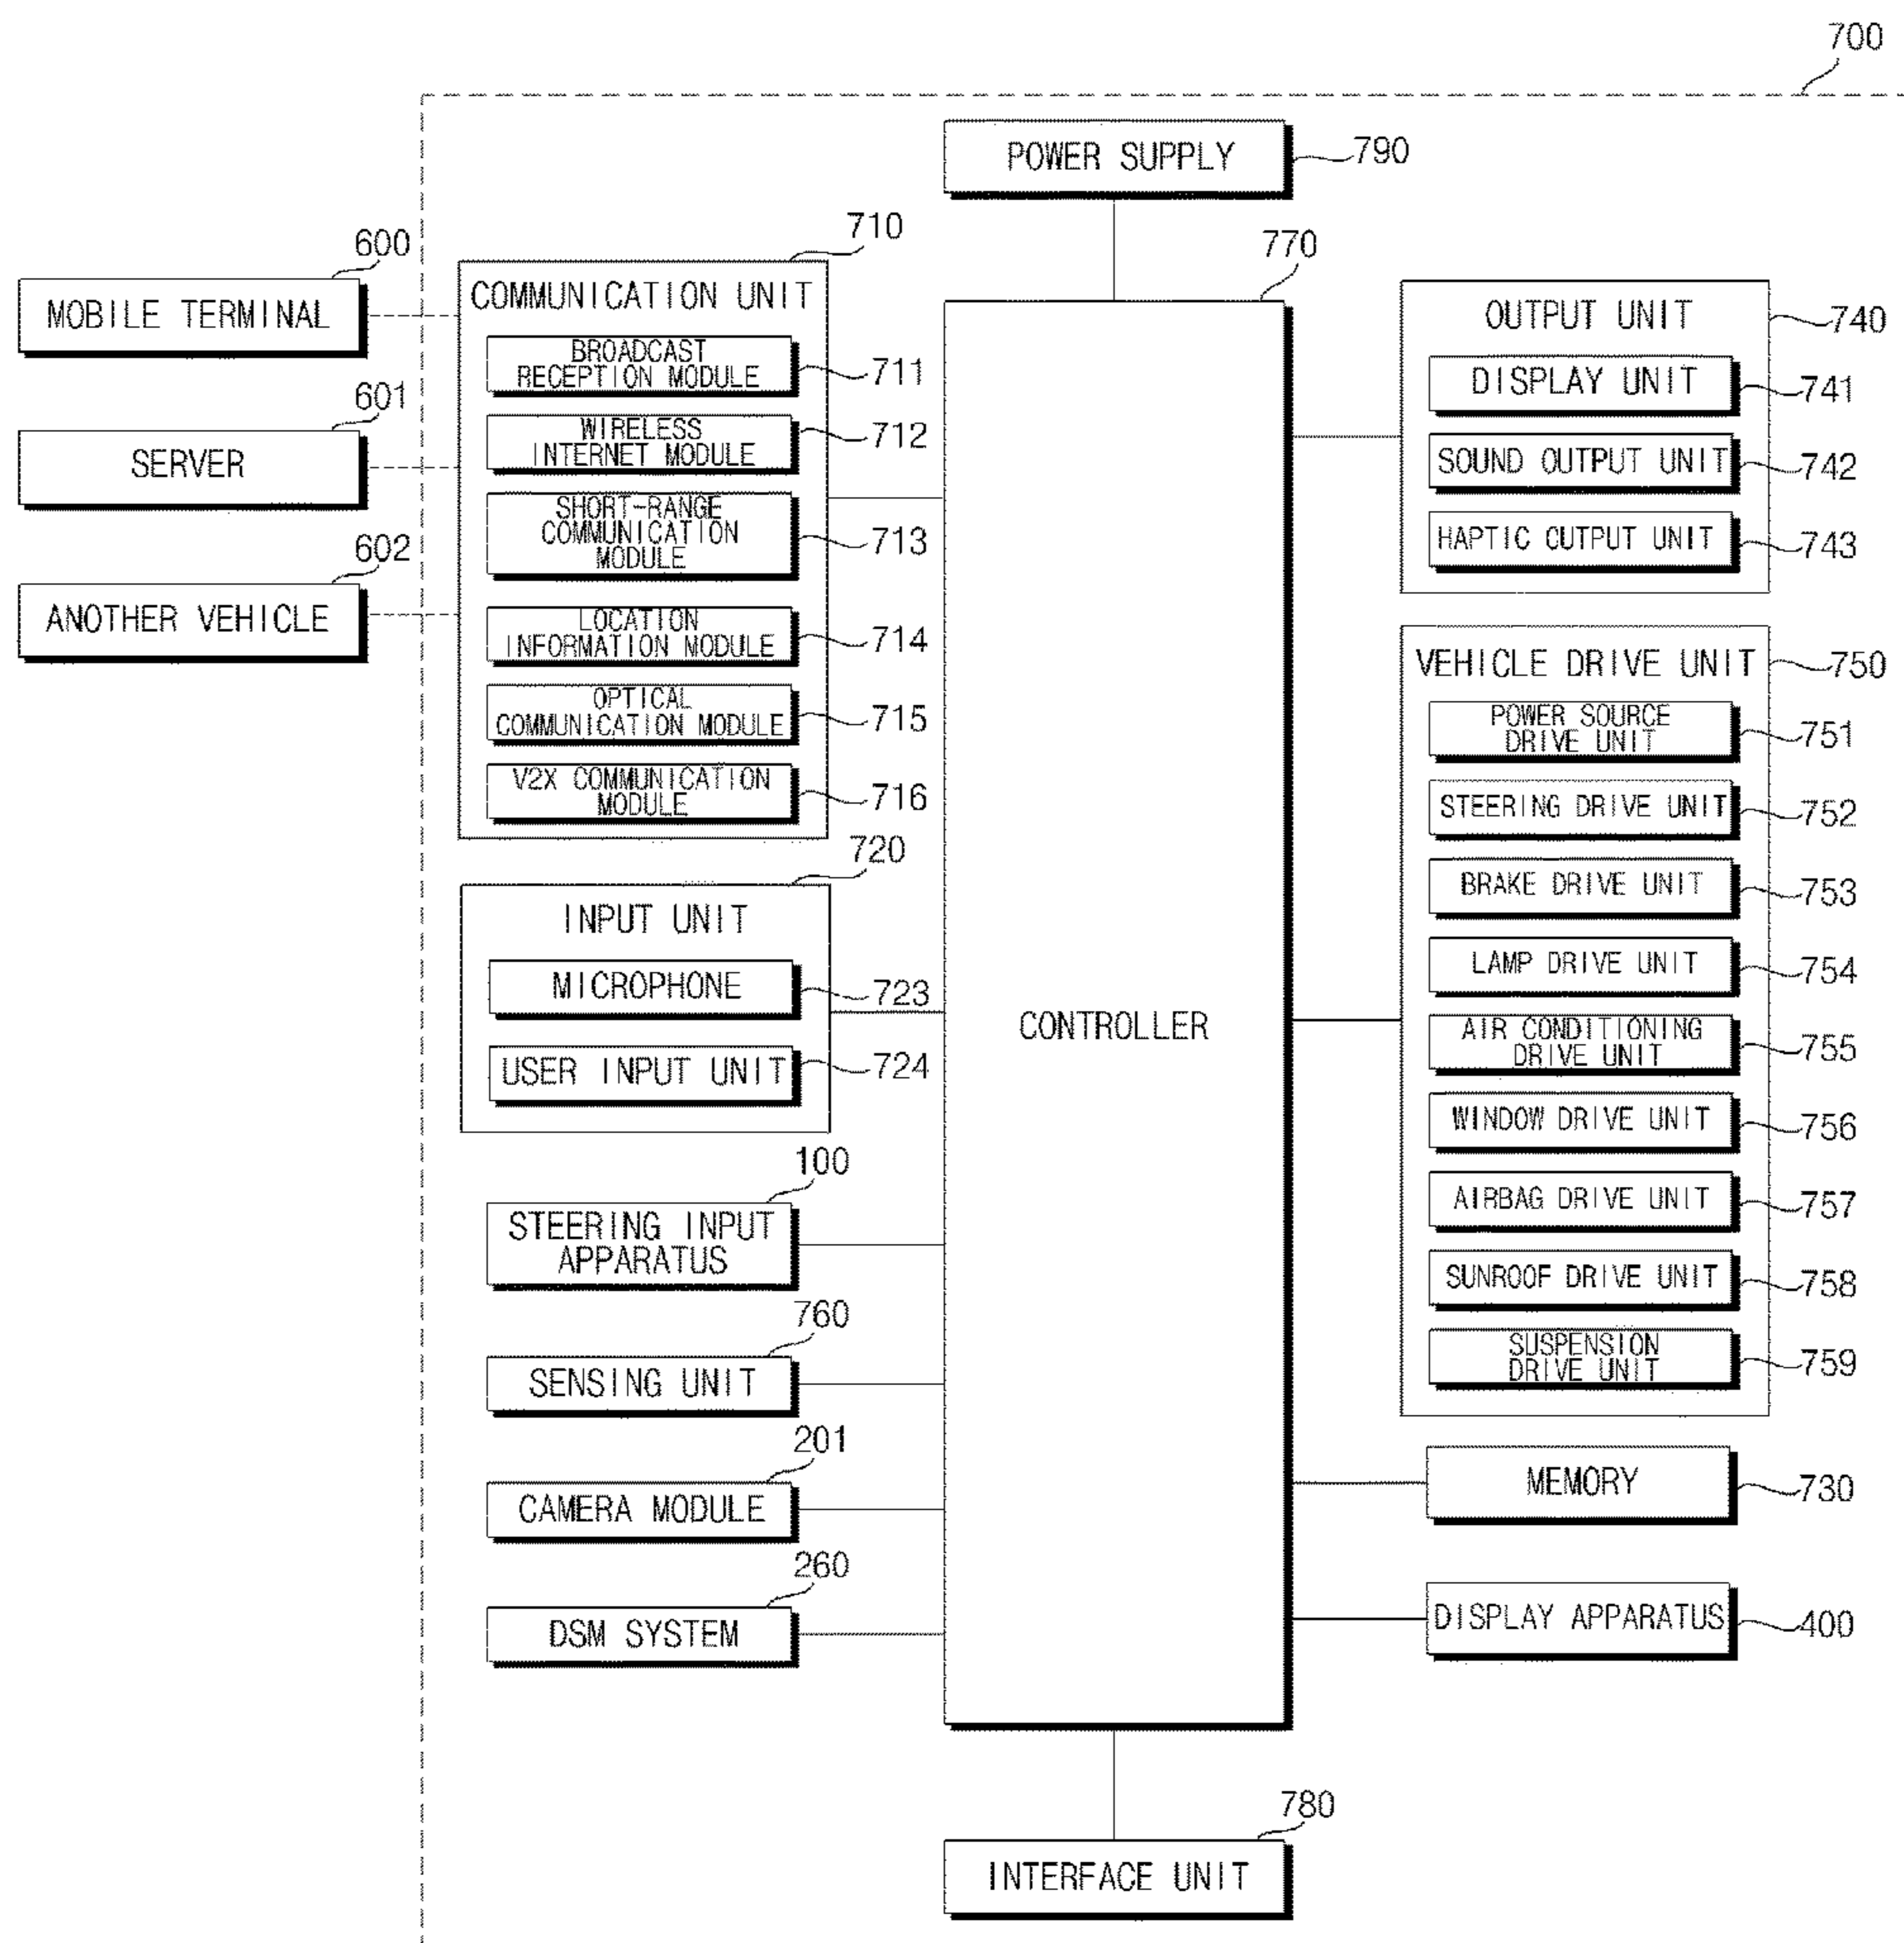 700
POWER SUPPLY
790
600
MOBILE TERMINAL
601
SERVER
602
ANOTHER VEHICLE
710
COMMUNICATION UNIT
BROADCAST
RECEPTION MODULE
711
WIRELESS
INTERNET MODULE
712
SHORT-RANGE
COMMUNICATION
MODULE
713
LOCATION
INFORMATION MODULE
714
OPTICAL
COMMUNICATION MODULE
715
V2X COMMUNICATION
MODULE
716
720
INPUT UNIT
MICROPHONE
723
USER INPUT UNIT
724
100
STEERING INPUT
APPARATUS
760
SENSING UNIT
201
CAMERA MODULE
260
DSM SYSTEM
770
CONTROLLER
OUTPUT UNIT
740
DISPLAY UNIT
741
SOUND OUTPUT UNIT
742
HAPTIC OUTPUT UNIT
743
VEHICLE DRIVE UNIT
750
POWER SOURCE
DRIVE UNIT
751
STEERING DRIVE UNIT
752
BRAKE DRIVE UNIT
753
LAMP DRIVE UNIT
754
AIR CONDITIONING
DRIVE UNIT
755
WINDOW DRIVE UNIT
756
AIRBAG DRIVE UNIT
757
SUNROOF DRIVE UNIT
758
SUSPENSION
DRIVE UNIT
759
MEMORY
730
DISPLAY APPARATUS
400
780
INTERFACE UNIT